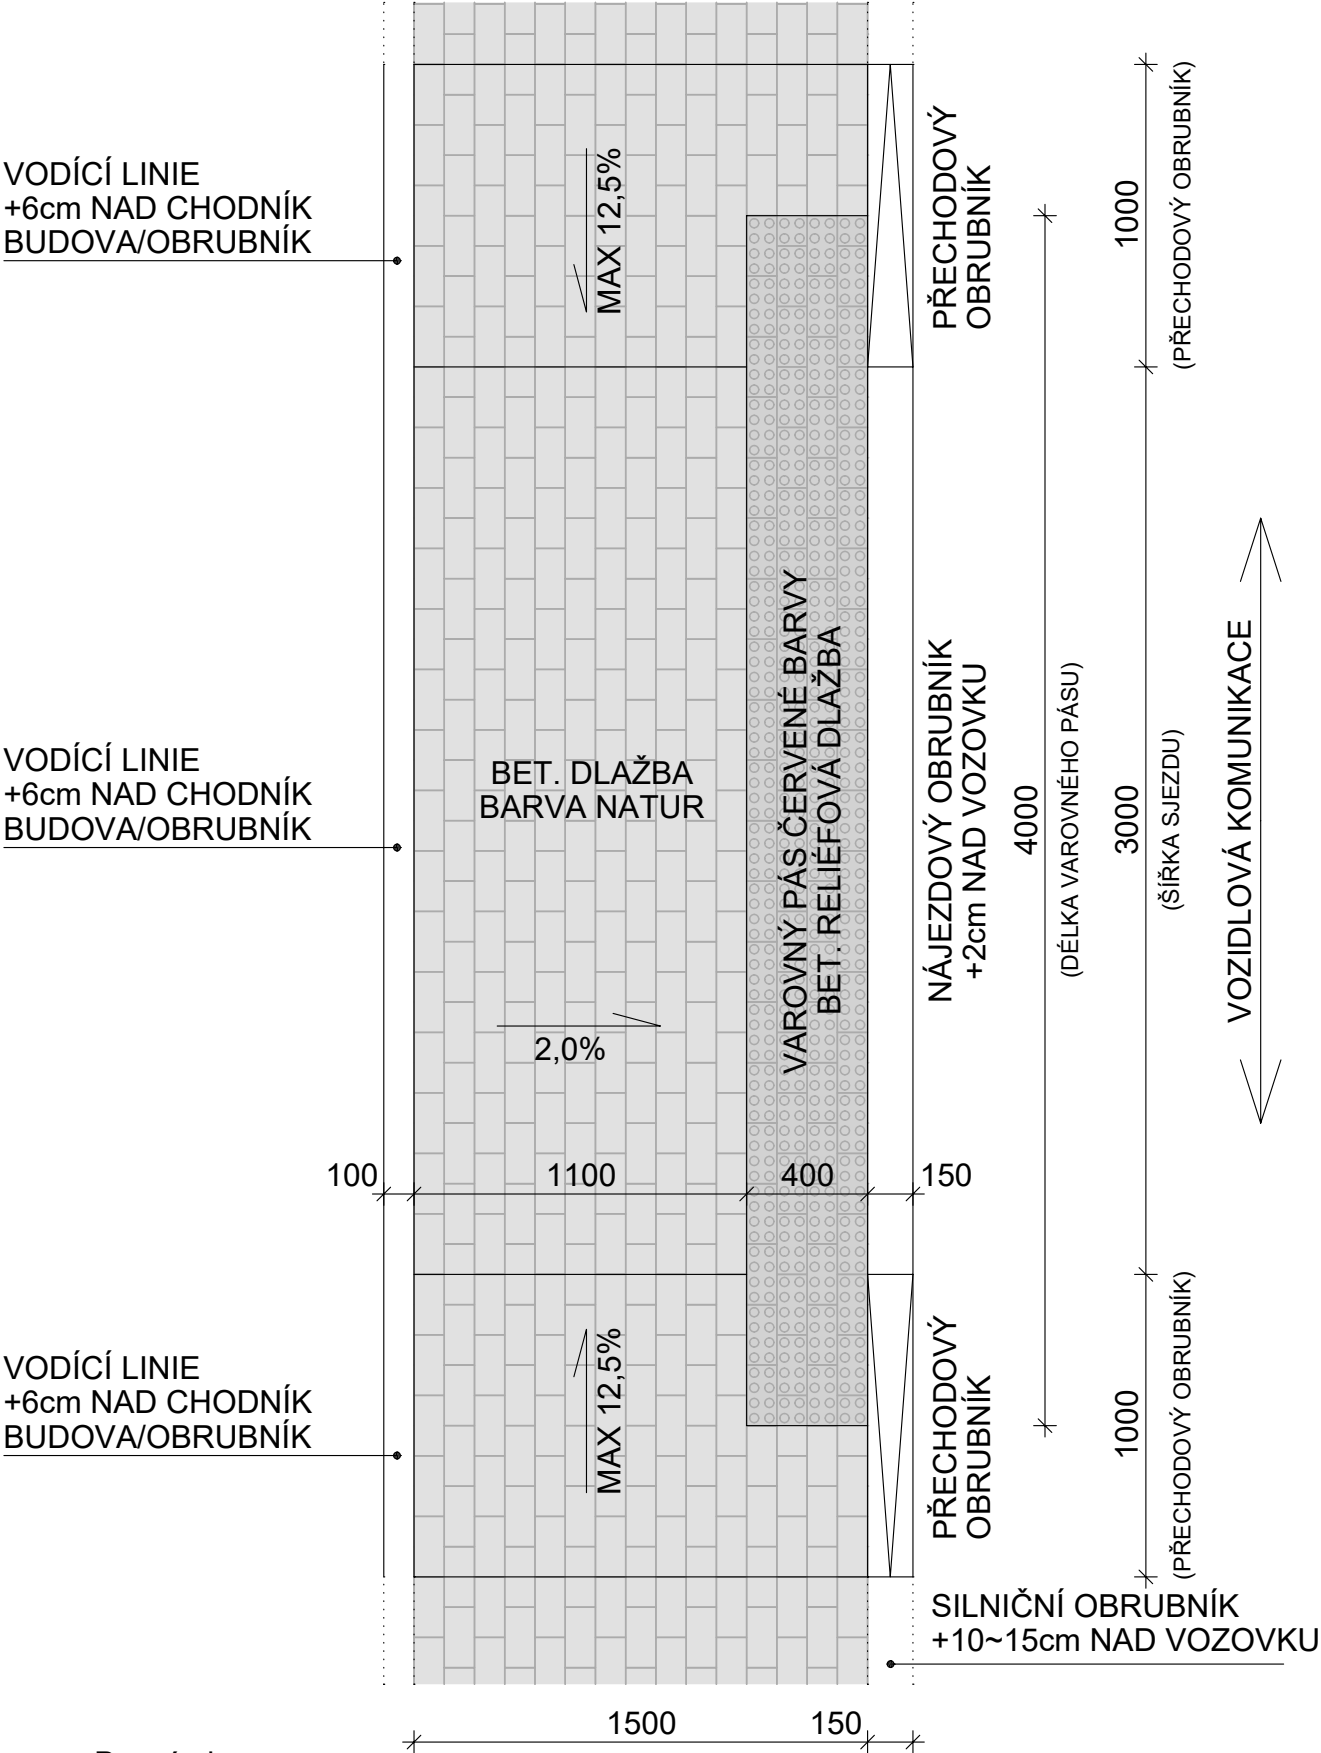 VODÍCÍ LINIE
+6cm NAD CHODNÍK
BUDOVA/OBRUBNÍK
MAX 12,5%
PŘECHODOVÝ
OBRUBNÍK
1000
(PŘECHODOVÝ OBRUBNÍK)
VODÍCÍ LINIE
+6cm NAD CHODNÍK
BUDOVA/OBRUBNÍK
BET. DLAŽBA
BARVA NATUR
VAROVNÝ PÁS ČERVENÉ BARVY
BET. RELIÉFOVÁ DLAŽBA
NÁJEZDOVÝ OBRUBNÍK
+2cm NAD VOZOVKU
4000
(DÉLKA VAROVNÉHO PÁSU)
3000
(ŠÍŘKA SJEZDU)
VOZIDLOVÁ KOMUNIKACE
2,0%
100
1100
400
150
VODÍCÍ LINIE
+6cm NAD CHODNÍK
BUDOVA/OBRUBNÍK
MAX 12,5%
PŘECHODOVÝ
OBRUBNÍK
1000
(PŘECHODOVÝ OBRUBNÍK)
SILNIČNÍ OBRUBNÍK
+10~15cm NAD VOZOVKU
1500
150